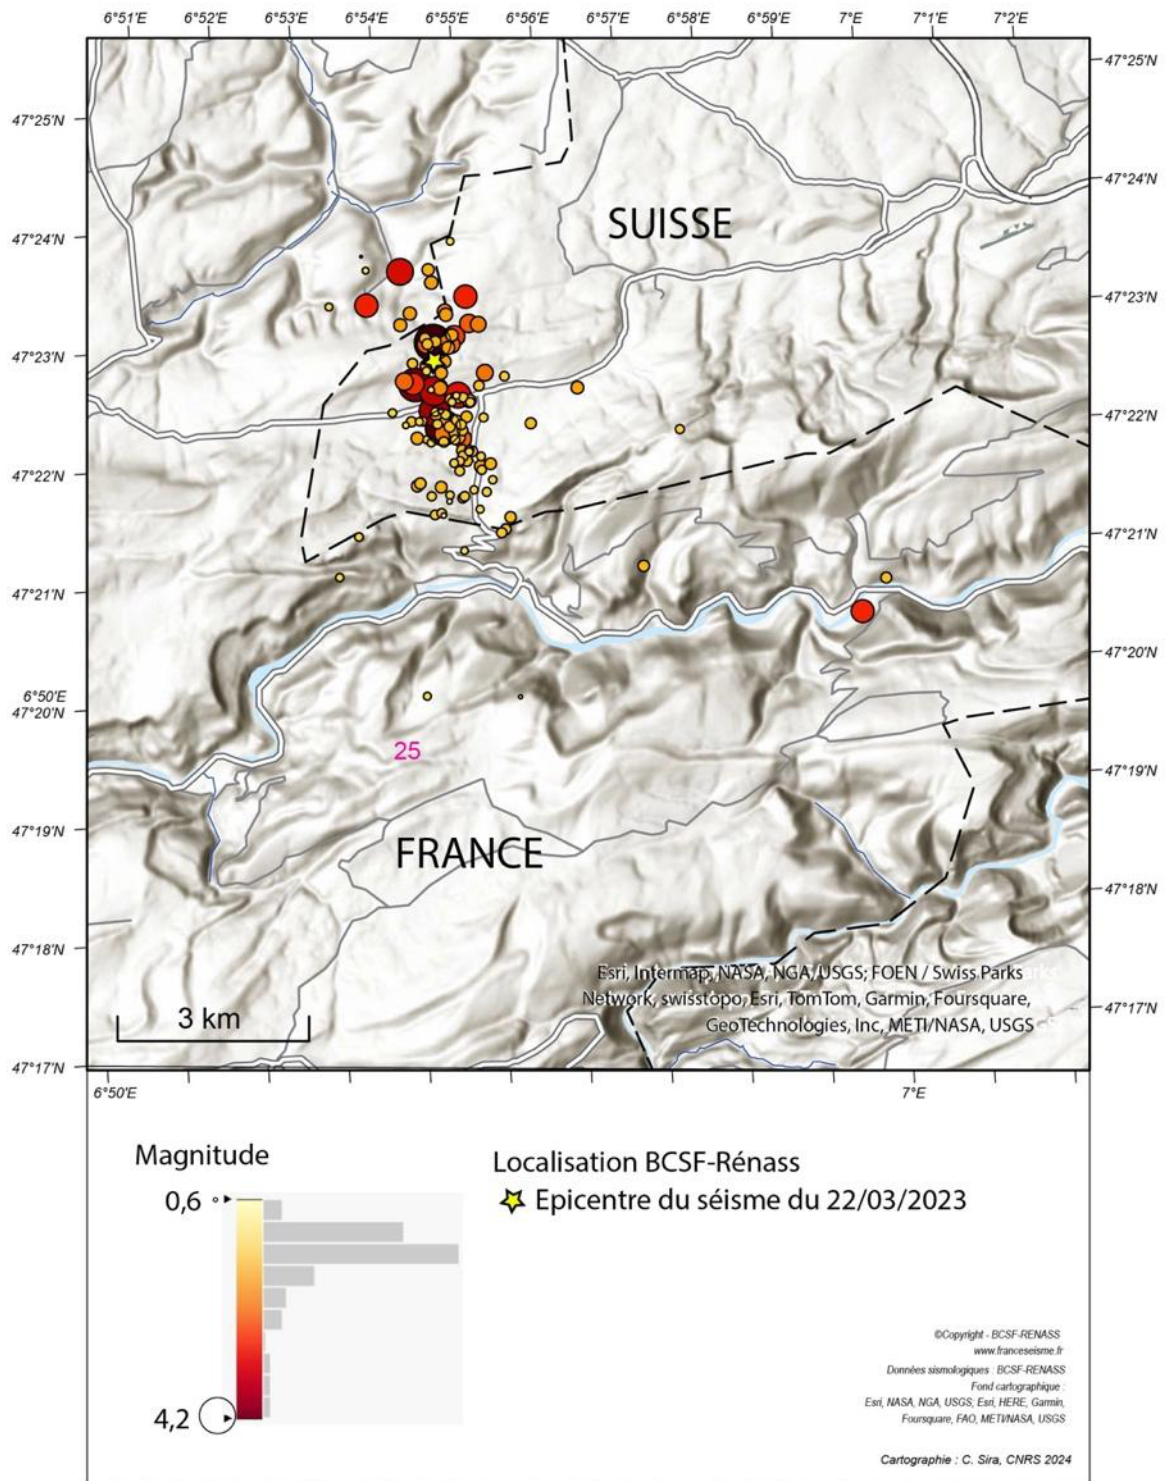 6°51'E 6°52'E 6°53'E 6°54'E 6°55'E 6°56'E 6°57'E 6°58'E 6°59'E 7°E 7°1'E 7°2'E
47°25'N
47°25'N
47°24'N
SUISSE
47°24'N
47°23'N
47°23'N
47°22'N
47°22'N
47°21'N
47°21'N
47°20'N
6°50'E
47°20'N
25
47°19'N
47°19'N
FRANCE
47°18'N
47°18'N
Esri, Intermap, NASA, NGA, USGS; FOEN / Swiss Parks
Network, swisstopo, Esri, TomTom, Garmin, Foursquare,
47°17'N
3 km
GeoTechnologies, Inc, METI/NASA, USGS
47°17'N
6°50'E 7°E
Magnitude
Localisation BCSF-Rénass
0,6
Epicentre du séisme du 22/03/2023
4,2
©Copyright - BCSF-RENASS
www.franceseisme.fr
Données sismologiques : BCSF-RENASS
Fond cartographique :
Esri, NASA, NGA, USGS, Esri, HERE, Garmin,
Foursquare, FAO, METI/NASA, USGS
Cartographie : C. Sira, CNRS 2024